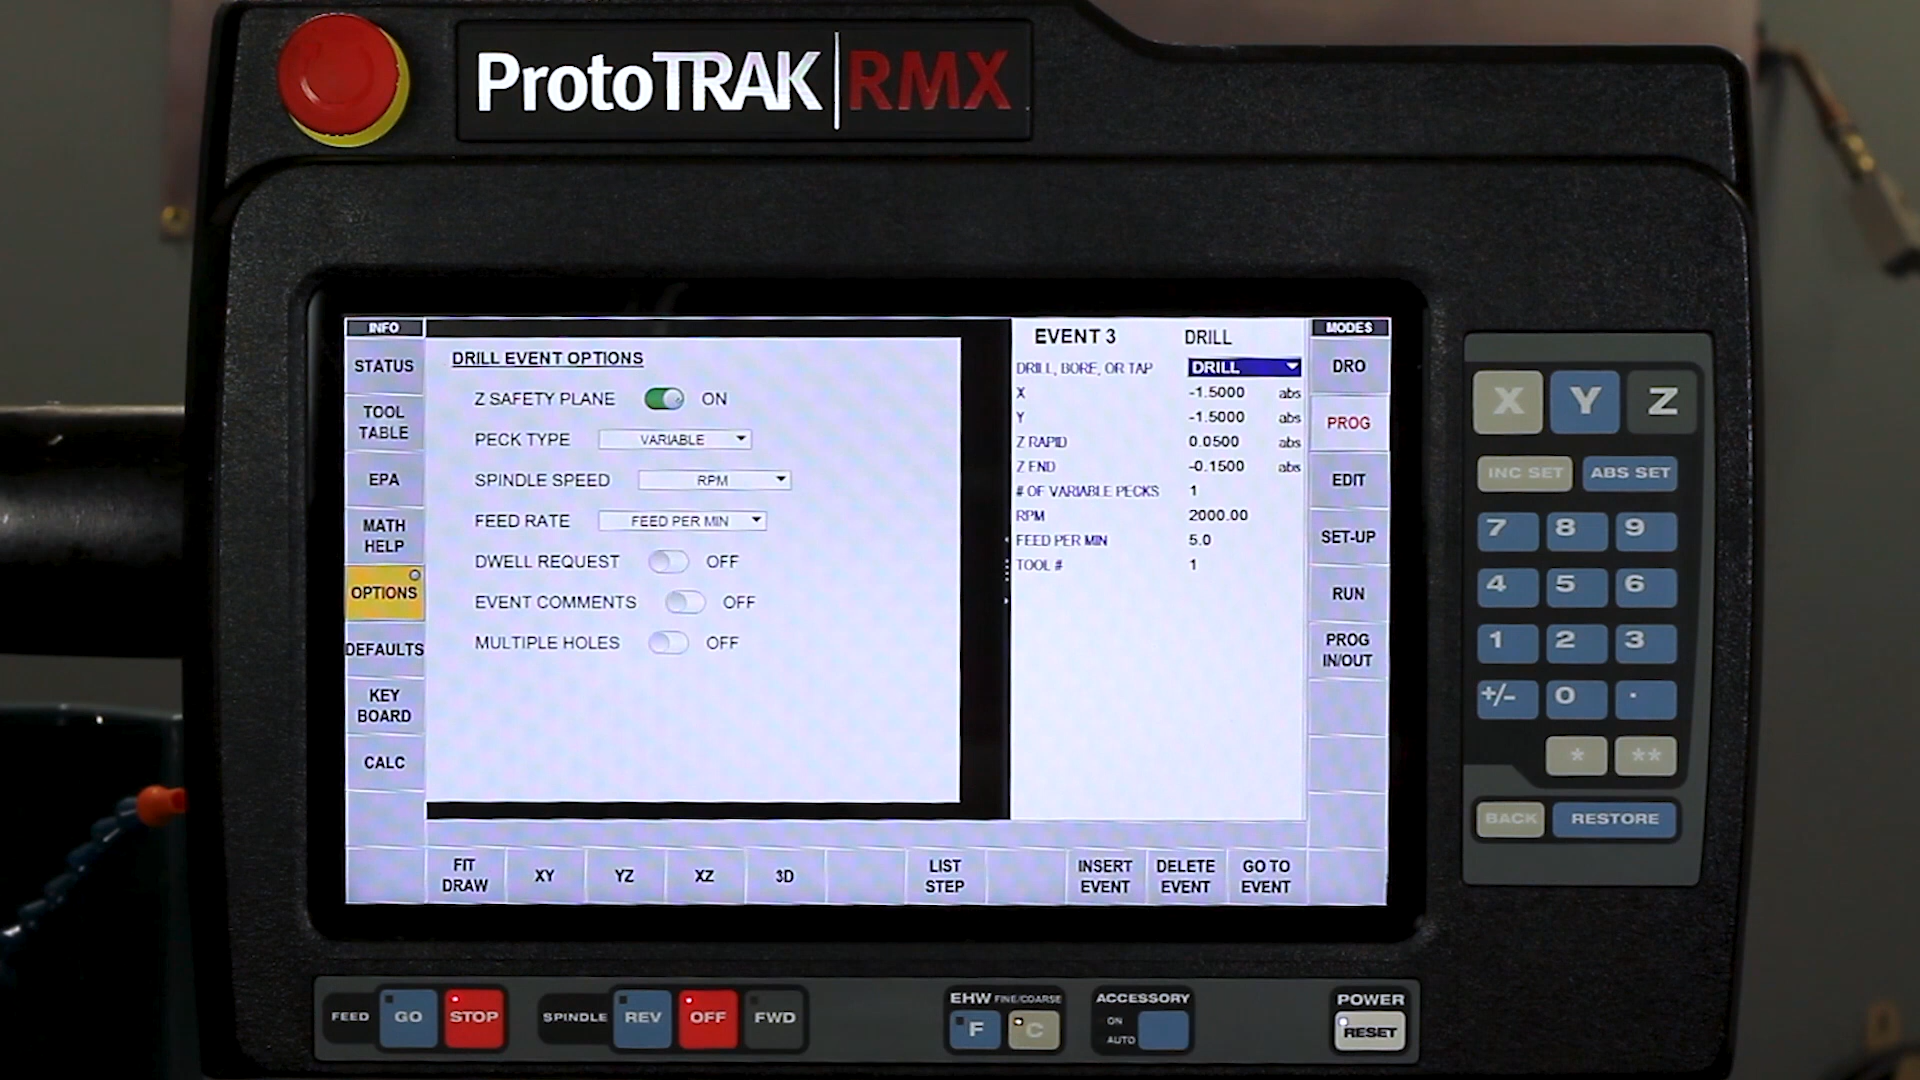 ProtoTRAK RMX
INFO
STATUS
TOOL
TABLE
EPA
MATH
HELP
OPTIONS
DEFAULTS
KEY
BOARD
CALC
DRILL EVENT OPTIONS
Z SAFETY PLANE ON
PECK TYPE VARIABLE
SPINDLE SPEED RPM
FEED RATE FEED PER MIN
DWELL REQUEST OFF
EVENT COMMENTS OFF
MULTIPLE HOLES OFF
EVENT 3 DRILL
DRILL, BORE, OR TAP DRILL
X -1.5000 abs
Y -1.5000 abs
Z RAPID 0.0500 abs
Z END -0.1500 abs
# OF VARIABLE PECKS 1
RPM 2000.00
FEED PER MIN 5.0
TOOL # 1
MODES
DRO
PROG
EDIT
SET-UP
RUN
PROG
IN/OUT
FIT
DRAW
XY
YZ
XZ
3D
LIST
STEP
INSERT
EVENT
DELETE
EVENT
GO TO
EVENT
X Y Z
INC SET ABS SET
7 8 9
4 5 6
1 2 3
+/- 0 .
* **
BACK RESTORE
FEED GO STOP
SPINDLE REV OFF FWD
EHW FINE/COARSE
F C
ACCESSORY
ON
AUTO
POWER
RESET